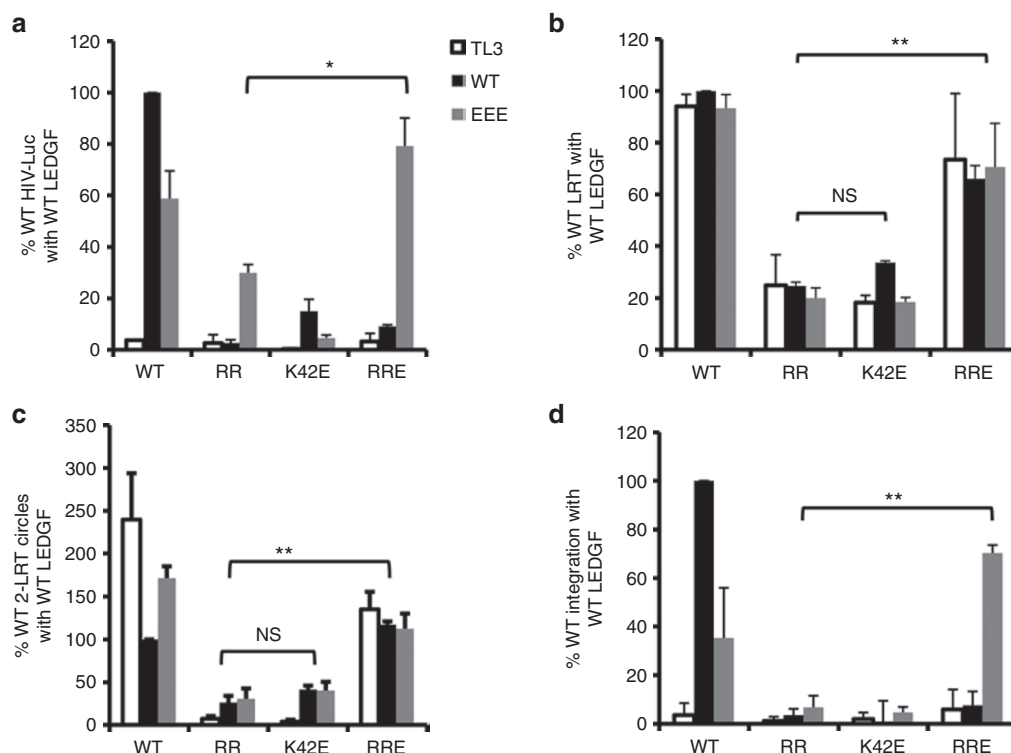 a
120
100
80
60
40
20
0
% WT HIV-Luc
with WT LEDGF
*
WT
RR
K42E
RRE
TL3
WT
EEE
b
120
100
80
60
40
20
0
% WT LRT with
WT LEDGF
**
NS
WT
RR
K42E
RRE
c
350
300
250
200
150
100
50
0
% WT 2-LRT circles
with WT LEDGF
**
NS
WT
RR
K42E
RRE
d
120
100
80
60
40
20
0
% WT integration with
WT LEDGF
**
WT
RR
K42E
RRE